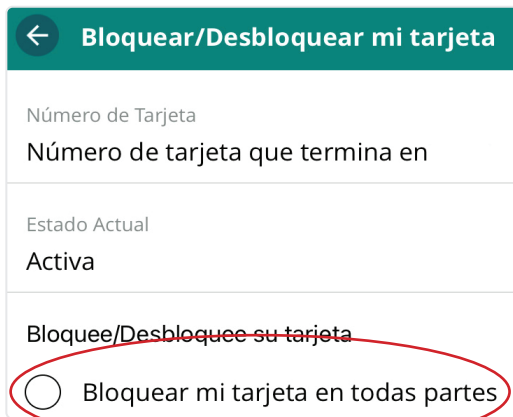 Bloquear/Desbloquear mi tarjeta
Número de Tarjeta
Número de tarjeta que termina en
Estado Actual
Activa
Bloquee/Desbloquee su tarjeta
Bloquear mi tarjeta en todas partes